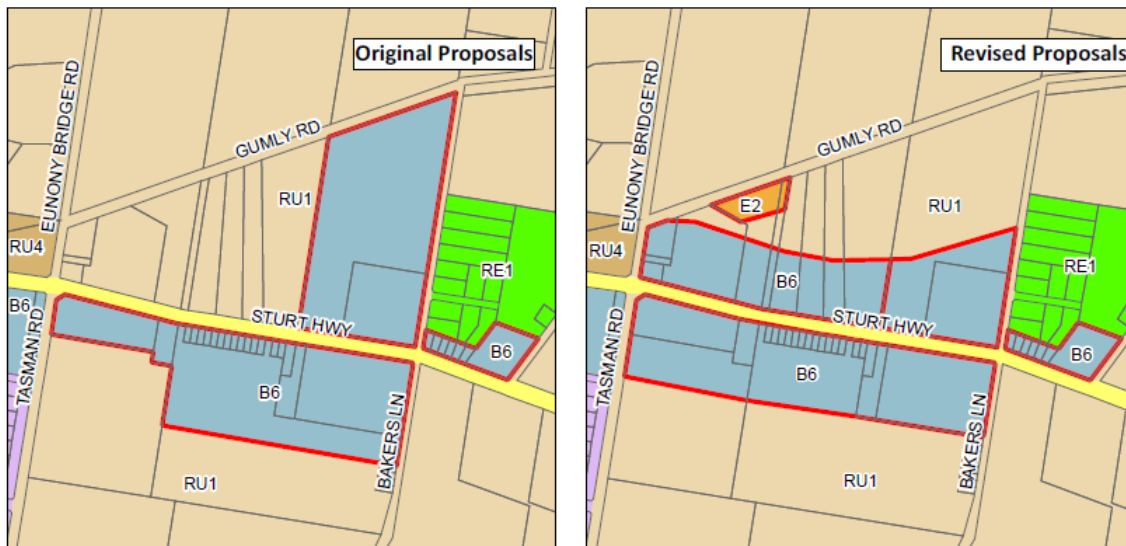 Original Proposals
EUNONY BRIDGE RD
GUMLY RD
RU1
RU4
RE1
B6
STURT HWY
B6
TASMAN RD
B6
BAKERS LN
RU1
Revised Proposals
EUNONY BRIDGE RD
GUMLY RD
E2
RU1
RU4
RE1
B6
B6
STURT HWY
B6
TASMAN RD
B6
BAKERS LN
RU1